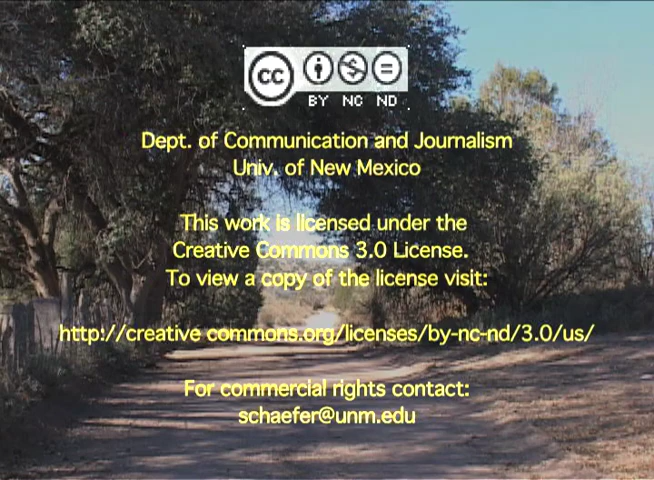 cc
BY NC ND
Dept. of Communication and Journalism
Univ. of New Mexico
This work is licensed under the
Creative Commons 3.0 License.
To view a copy of the license visit:
http://creative commons.org/licenses/by-nc-nd/3.0/us/
For commercial rights contact:
schaefer@unm.edu